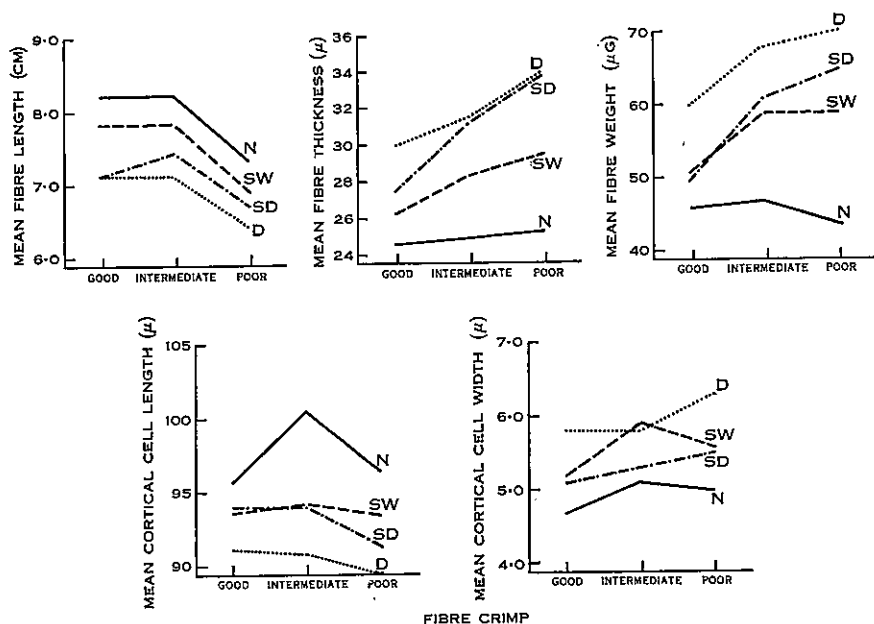 MEAN FIBRE LENGTH (CM)
9·0
8·0
7·0
6·0
N
SW
SD
D
GOOD INTERMEDIATE POOR
MEAN FIBRE THICKNESS (μ)
36
34
32
30
28
26
24
D
SD
SW
N
GOOD INTERMEDIATE POOR
MEAN FIBRE WEIGHT (μG)
70
60
50
40
D
SD
SW
N
GOOD INTERMEDIATE POOR
MEAN CORTICAL CELL LENGTH (μ)
105
100
95
90
N
SW
SD
D
GOOD INTERMEDIATE POOR
MEAN CORTICAL CELL WIDTH (μ)
7·0
6·0
5·0
4·0
D
SW
SD
N
GOOD INTERMEDIATE POOR
FIBRE CRIMP